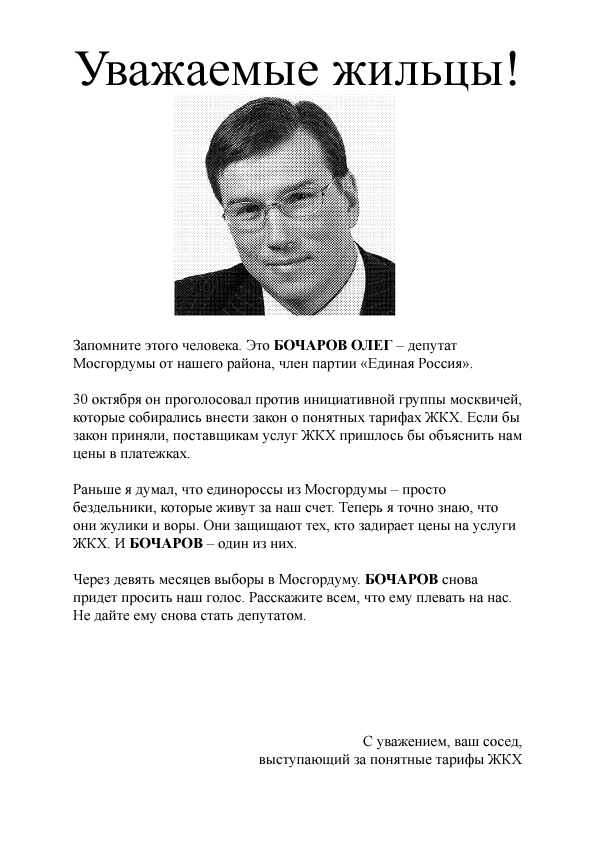 Уважаемые жильцы!
Запомните этого человека. Это БОЧАРОВ ОЛЕГ – депутат
Мосгордумы от нашего района, член партии «Единая Россия».
30 октября он проголосовал против инициативной группы москвичей,
которые собирались внести закон о понятных тарифах ЖКХ. Если бы
закон приняли, поставщикам услуг ЖКХ пришлось бы объяснить нам
цены в платежках.
Раньше я думал, что единороссы из Мосгордумы – просто
бездельники, которые живут за наш счет. Теперь я точно знаю, что
они жулики и воры. Они защищают тех, кто задирает цены на услуги
ЖКХ. И БОЧАРОВ – один из них.
Через девять месяцев выборы в Мосгордуму. БОЧАРОВ снова
придет просить наш голос. Расскажите всем, что ему плевать на нас.
Не дайте ему снова стать депутатом.
С уважением, ваш сосед,
выступающий за понятные тарифы ЖКХ